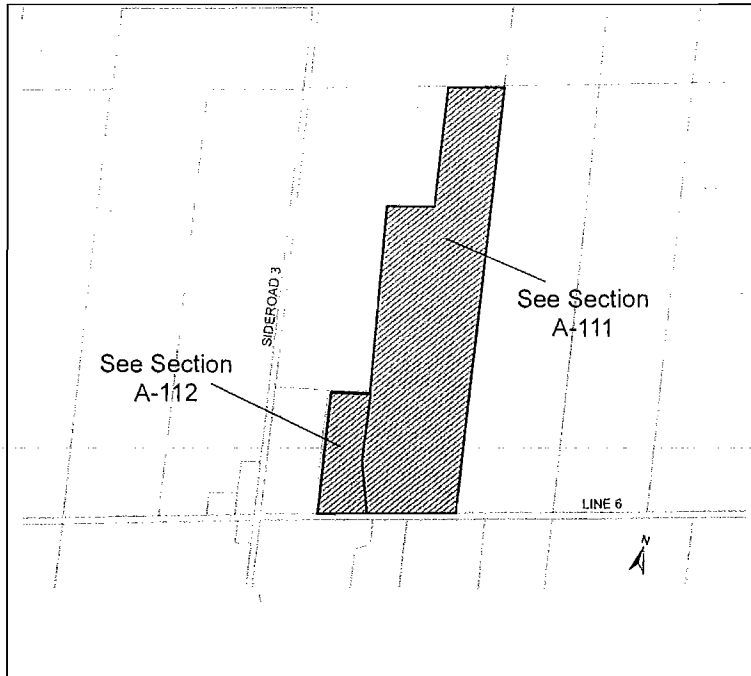 SIDEROAD 3
See Section
A-111
See Section
A-112
LINE 6
N